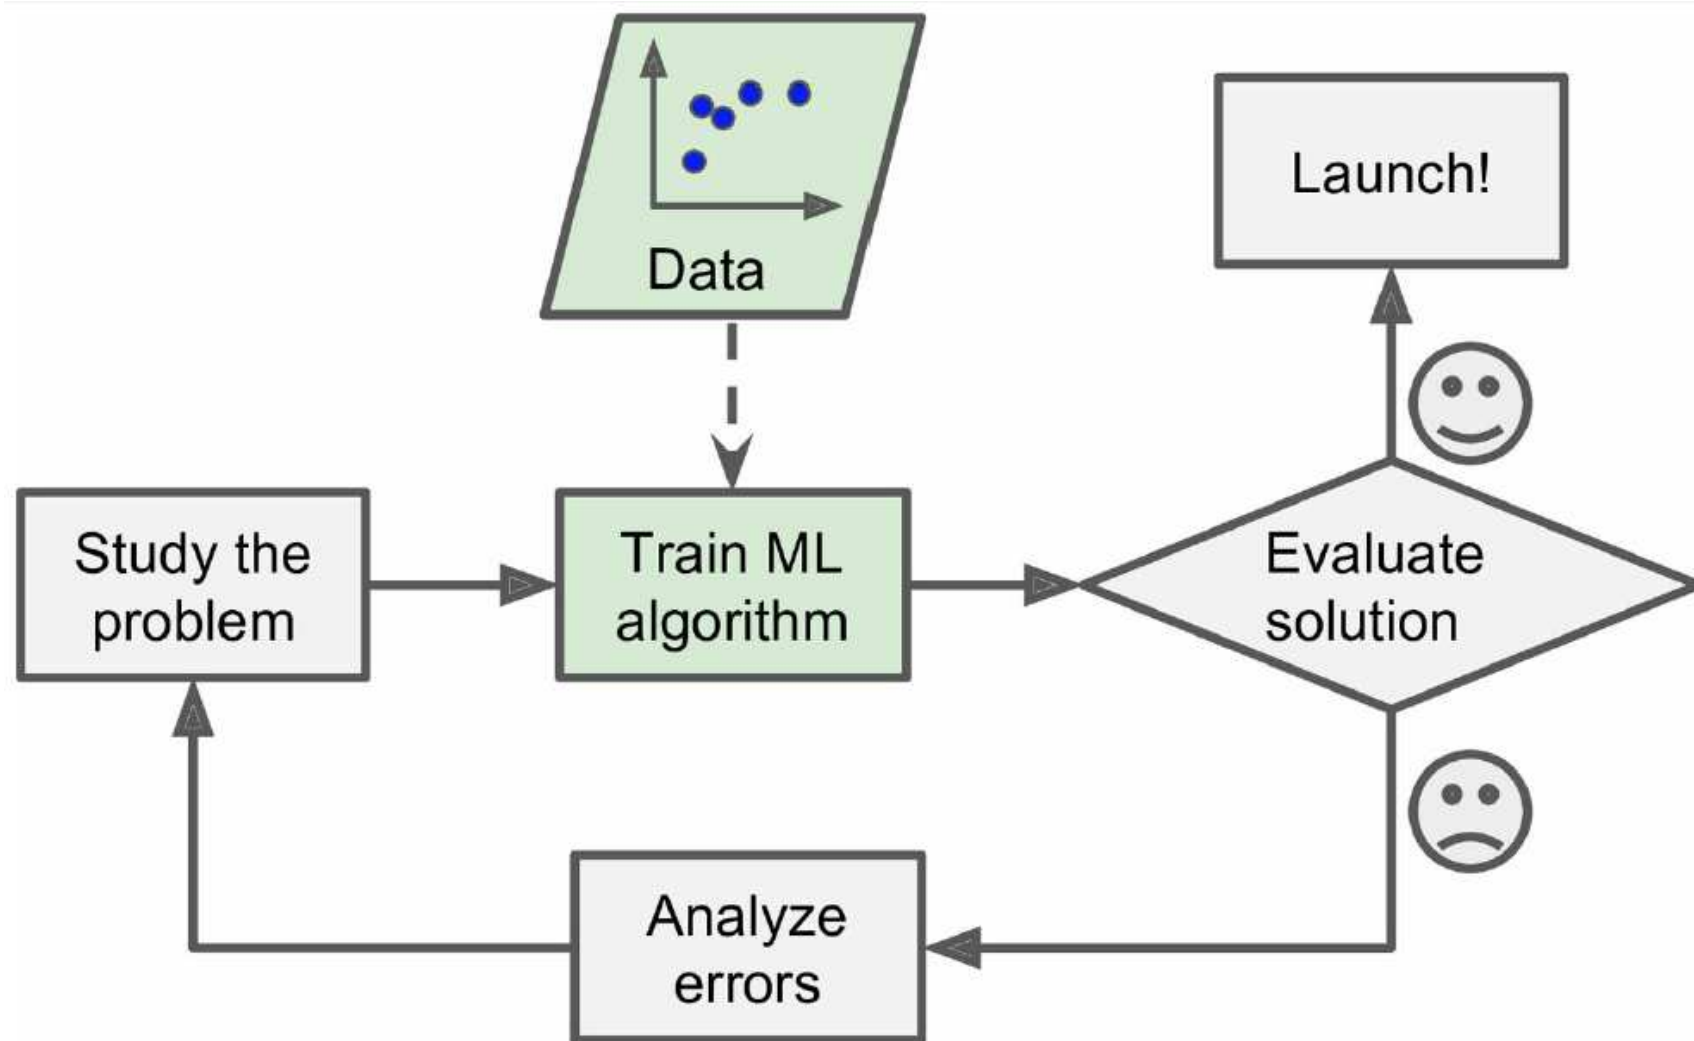 Data
Launch!
Study the
problem
Train ML
algorithm
Evaluate
solution
Analyze
errors